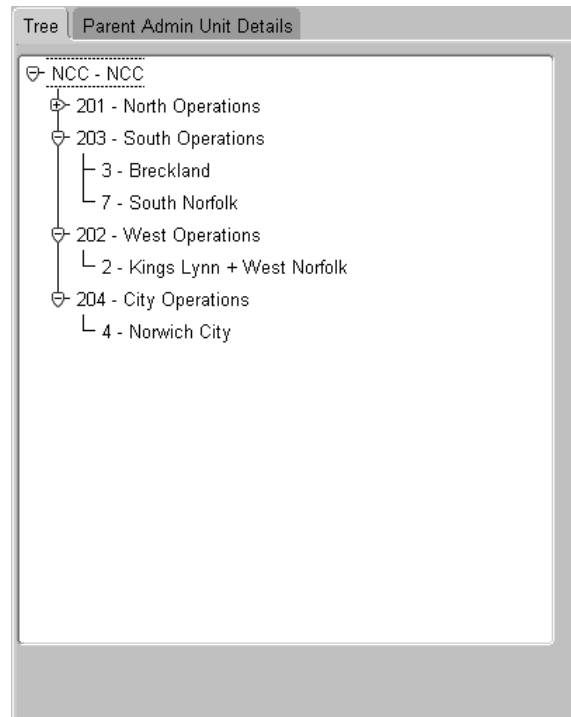 Tree Parent Admin Unit Details
NCC - NCC
201 - North Operations
203 - South Operations
3 - Breckland
7 - South Norfolk
202 - West Operations
2 - Kings Lynn + West Norfolk
204 - City Operations
4 - Norwich City